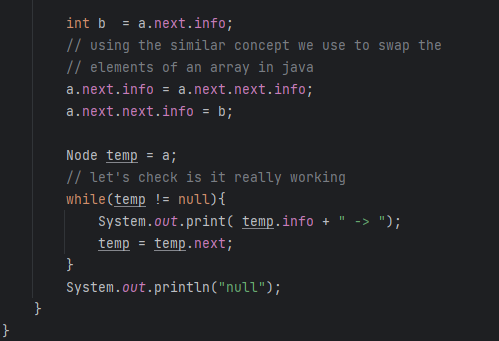 int b  = a.next.info;
// using the similar concept we use to swap the
// elements of an array in java
a.next.info = a.next.next.info;
a.next.next.info = b;
Node temp = a;
// let's check is it really working
while(temp != null){
System.out.print( temp.info + " -> ");
temp = temp.next;
}
System.out.println("null");
}
}